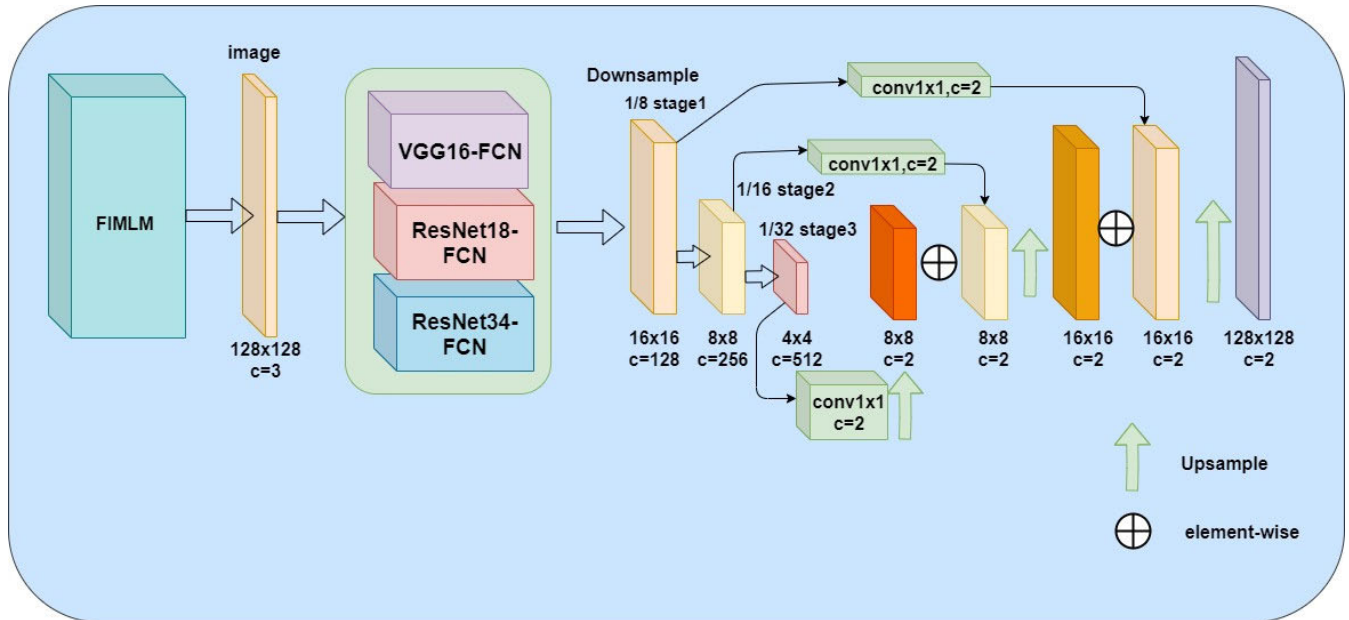 image
FIMLM
128x128
c=3
VGG16-FCN
ResNet18-
FCN
ResNet34-
FCN
Downsample
1/8 stage1
1/16 stage2
1/32 stage3
16x16
c=128
8x8
c=256
4x4
c=512
conv1x1,c=2
conv1x1,c=2
conv1x1
c=2
8x8
c=2
8x8
c=2
16x16
c=2
16x16
c=2
128x128
c=2
Upsample
element-wise